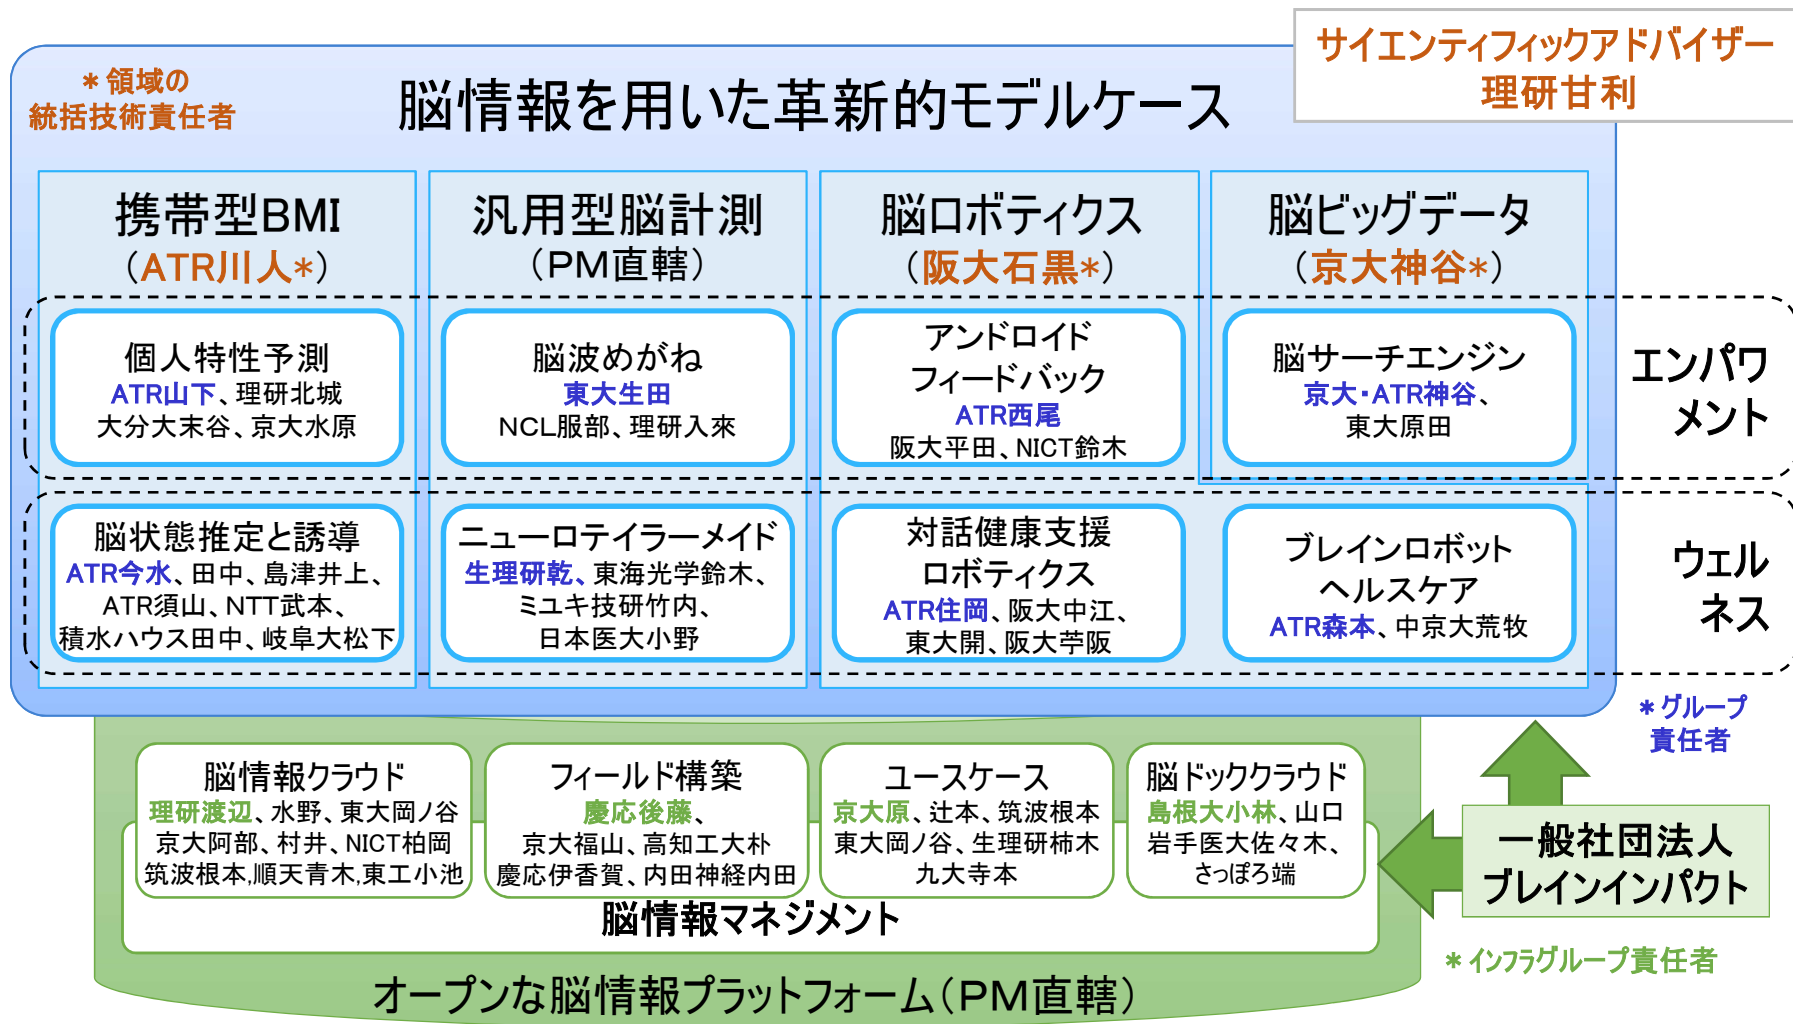 サイエンティフィックアドバイザー
理研甘利
＊領域の
統括技術責任者
脳情報を用いた革新的モデルケース
携帯型BMI
（ATR川人＊）
汎用型脳計測
（PM直轄）
脳ロボティクス
（阪大石黒＊）
脳ビッグデータ
（京大神谷＊）
個人特性予測
ATR山下、理研北城
大分大末谷、京大水原
脳波めがね
東大生田
NCL服部、理研入來
アンドロイド
フィードバック
ATR西尾
阪大平田、NICT鈴木
脳サーチエンジン
京大・ATR神谷、
東大原田
エンパワ
メント
脳状態推定と誘導
ATR今水、田中、島津井上、
ATR須山、NTT武本、
積水ハウス田中、岐阜大松下
ニューロテイラーメイド
生理研乾、東海光学鈴木、
ミユキ技研竹内、
日本医大小野
対話健康支援
ロボティクス
ATR住岡、阪大中江、
東大開、阪大苧阪
ブレインロボット
ヘルスケア
ATR森本、中京大荒牧
ウェル
ネス
＊グループ
責任者
脳情報クラウド
理研渡辺、水野、東大岡ノ谷
京大阿部、村井、NICT柏岡
筑波根本,順天青木,東工小池
フィールド構築
慶応後藤、
京大福山、高知工大朴
慶応伊香賀、内田神経内田
ユースケース
京大原、辻本、筑波根本
東大岡ノ谷、生理研柿木
九大寺本
脳ドッククラウド
島根大小林、山口
岩手医大佐々木、
さっぽろ端
脳情報マネジメント
一般社団法人
ブレインインパクト
＊インフラグループ責任者
オープンな脳情報プラットフォーム（PM直轄）